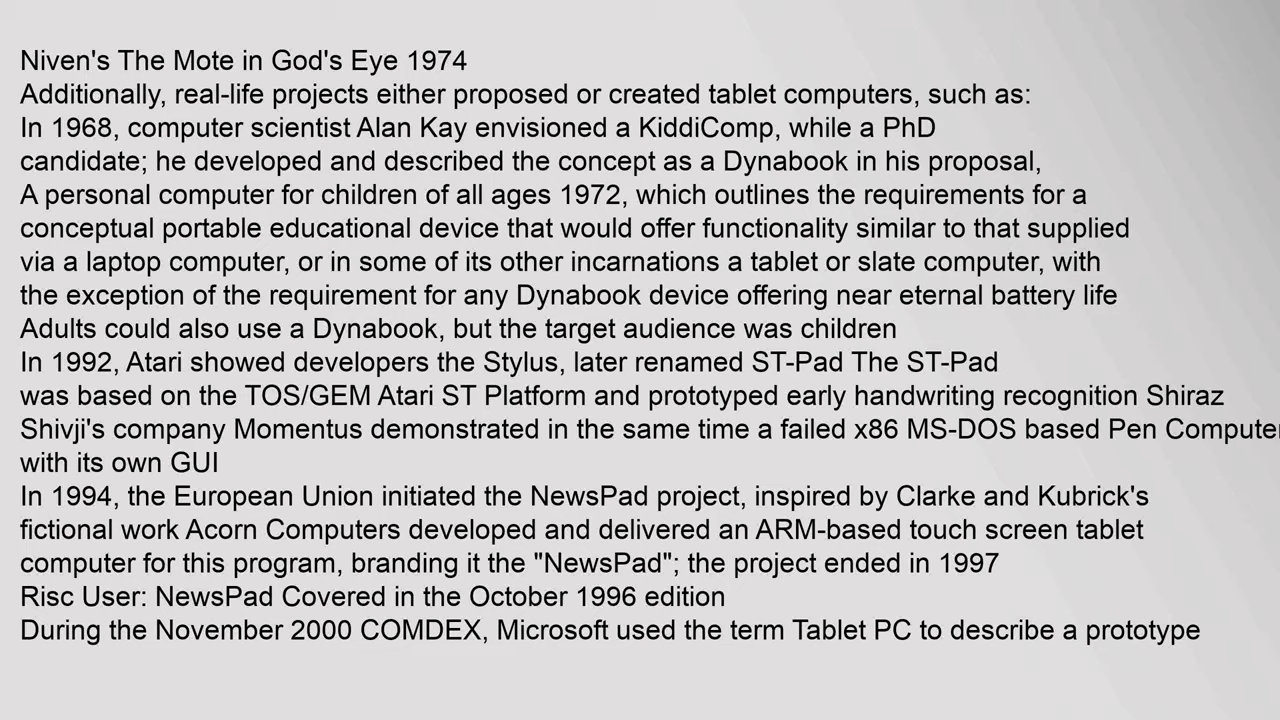 Niven's The Mote in God's Eye 1974
Additionally, real-life projects either proposed or created tablet computers, such as:
In 1968, computer scientist Alan Kay envisioned a KiddiComp, while a PhD
candidate; he developed and described the concept as a Dynabook in his proposal,
A personal computer for children of all ages 1972, which outlines the requirements for a
conceptual portable educational device that would offer functionality similar to that supplied
via a laptop computer, or in some of its other incarnations a tablet or slate computer, with
the exception of the requirement for any Dynabook device offering near eternal battery life
Adults could also use a Dynabook, but the target audience was children
In 1992, Atari showed developers the Stylus, later renamed ST-Pad The ST-Pad
was based on the TOS/GEM Atari ST Platform and prototyped early handwriting recognition Shiraz
Shivji's company Momentus demonstrated in the same time a failed x86 MS-DOS based Pen Computer
with its own GUI
In 1994, the European Union initiated the NewsPad project, inspired by Clarke and Kubrick's
fictional work Acorn Computers developed and delivered an ARM-based touch screen tablet
computer for this program, branding it the "NewsPad"; the project ended in 1997
Risc User: NewsPad Covered in the October 1996 edition
During the November 2000 COMDEX, Microsoft used the term Tablet PC to describe a prototype